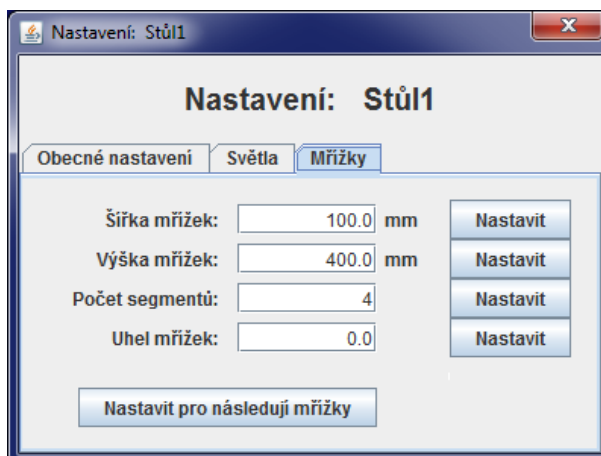 Nastavení: Stůl1
Nastavení: Stůl1
Obecné nastavení Světla Mřížky
Šířka mřížek: 100.0 mm Nastavit
Výška mřížek: 400.0 mm Nastavit
Počet segmentů: 4 Nastavit
Uhel mřížek: 0.0 Nastavit
Nastavit pro následují mřížky